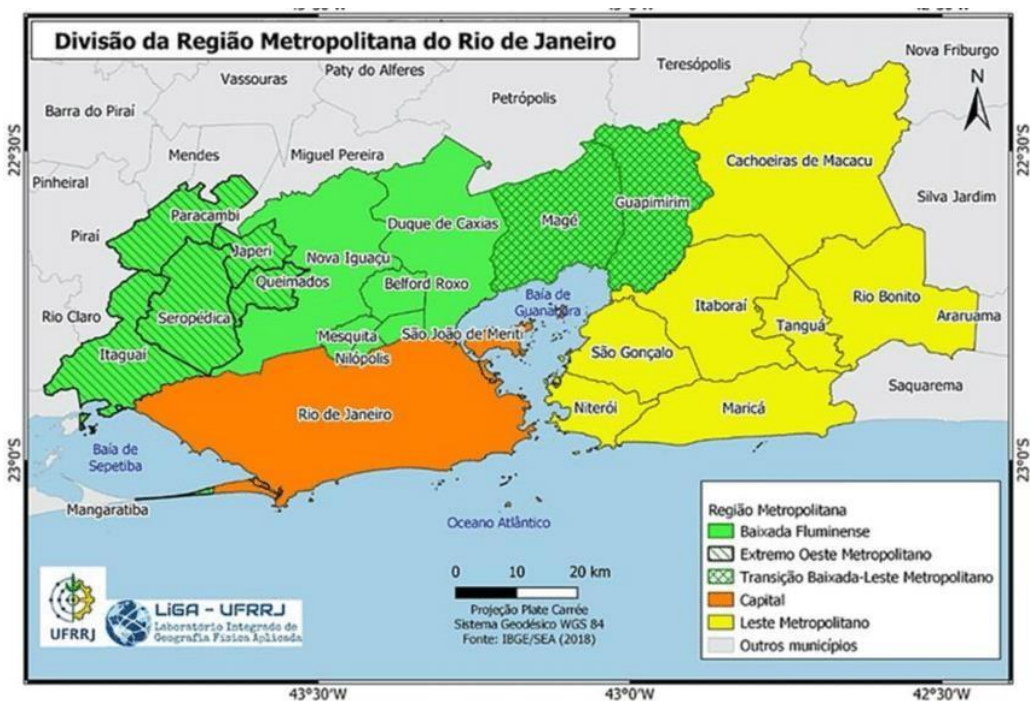 43°30'W 43°0'W 42°30'W
Divisão da Região Metropolitana do Rio de Janeiro
Nova Friburgo
Teresópolis
Paty do Alferes
Vassouras
Petrópolis
Barra do Piraí
N
22°30'S
22°30'S
Mendes
Miguel Pereira
Cachoeiras de Macacu
Pinheiral
Silva Jardim
Paracambi
Guapimirim
Magé
Duque de Caxias
Piraí
Japeri
Nova Iguaçu
Queimados
Belford Roxo
Baía de
Guanabara
Itaboraí
Rio Bonito
Araruama
Rio Claro
Seropédica
Tanguá
Mesquita
São João de Meriti
Itaguaí
Nilópolis
São Gonçalo
Saquarema
Rio de Janeiro
Niterói
Maricá
Baía de
Sepetiba
23°0'S
23°0'S
Mangaratiba
Oceano Atlântico
Região Metropolitana
Baixada Fluminense
Extremo Oeste Metropolitano
Transição Baixada-Leste Metropolitano
Capital
Leste Metropolitano
Outros municípios
0 10 20 km
Projeção Plate Carrée
Sistema Geodésico WGS 84
Fonte: IBGE/SEA (2018)
UFRRJ
LiGA - UFRRJ
Laboratório Integrado de
Geografia Física Aplicada
43°30'W 43°0'W 42°30'W